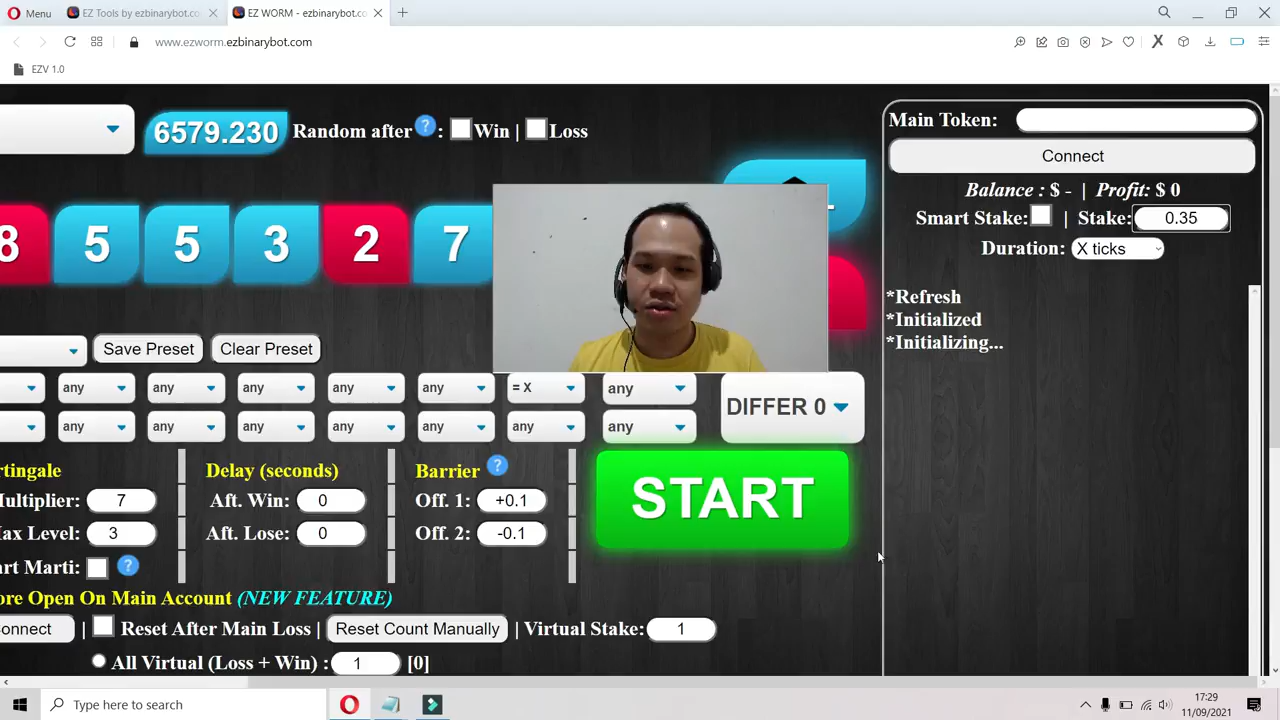 Menu
EZ Tools by ezbinarybot.co
EZ WORM - ezbinarybot.co
www.ezworm.ezbinarybot.com
EZV 1.0
6579.230
Random after ? : Win | Loss
8 5 5 3 2 7
Save Preset
Clear Preset
any any any any any = X any
any any any any any any any
DIFFER 0
START
rtingale
Multiplier: 7
Max Level: 3
art Marti: ?
Delay (seconds)
Aft. Win: 0
Aft. Lose: 0
Barrier ?
Off. 1: +0.1
Off. 2: -0.1
ore Open On Main Account (NEW FEATURE)
onnect | Reset After Main Loss | Reset Count Manually | Virtual Stake: 1
All Virtual (Loss + Win) : 1 [0]
Main Token:
Connect
Balance : $ - | Profit: $ 0
Smart Stake: | Stake: 0.35
Duration: X ticks
*Refresh
*Initialized
*Initializing...
Type here to search
17:29
11/09/2021